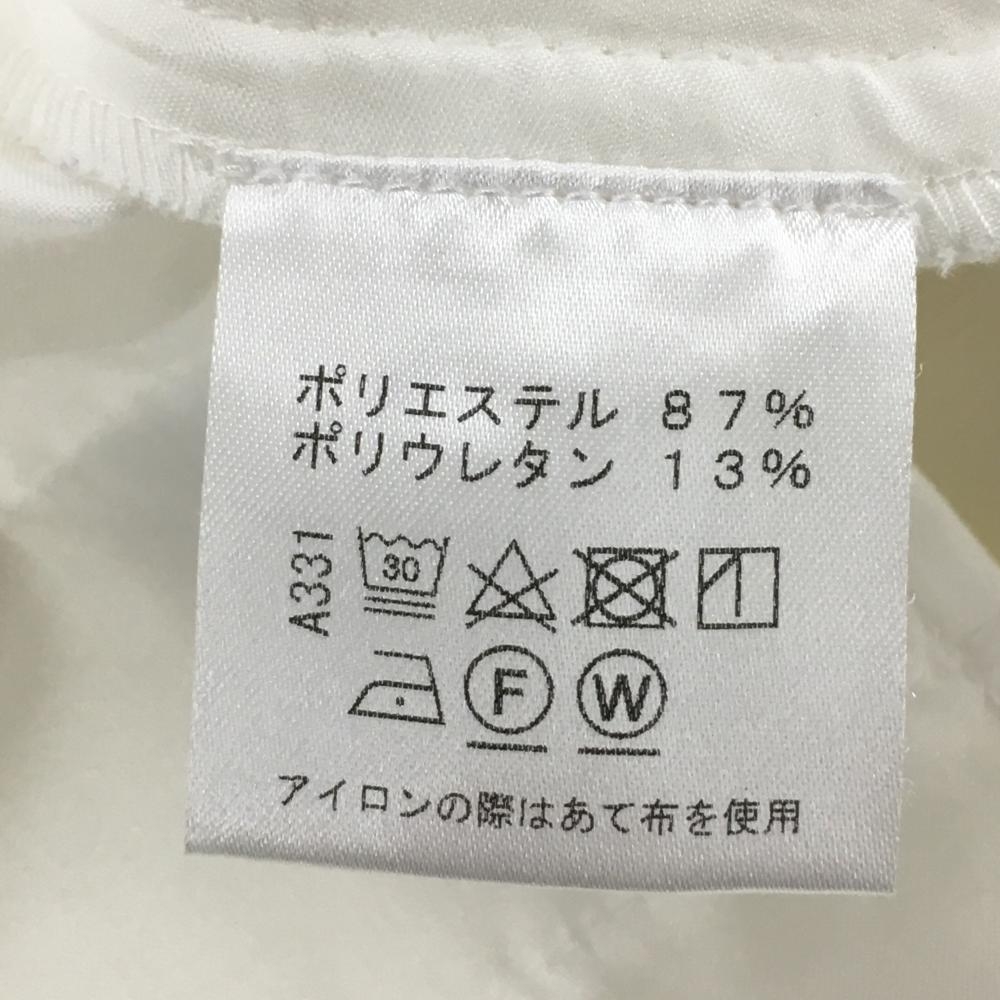 ポリエステル 87%
ポリウレタン 13%
A331
30
F W
アイロンの際はあて布を使用